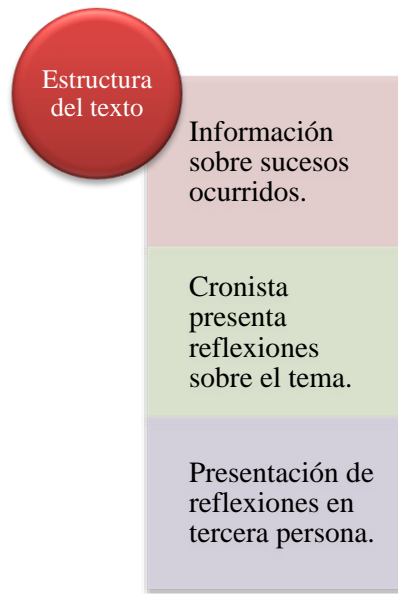 Estructura
del texto
Información
sobre sucesos
ocurridos.
Cronista
presenta
reflexiones
sobre el tema.
Presentación de
reflexiones en
tercera persona.